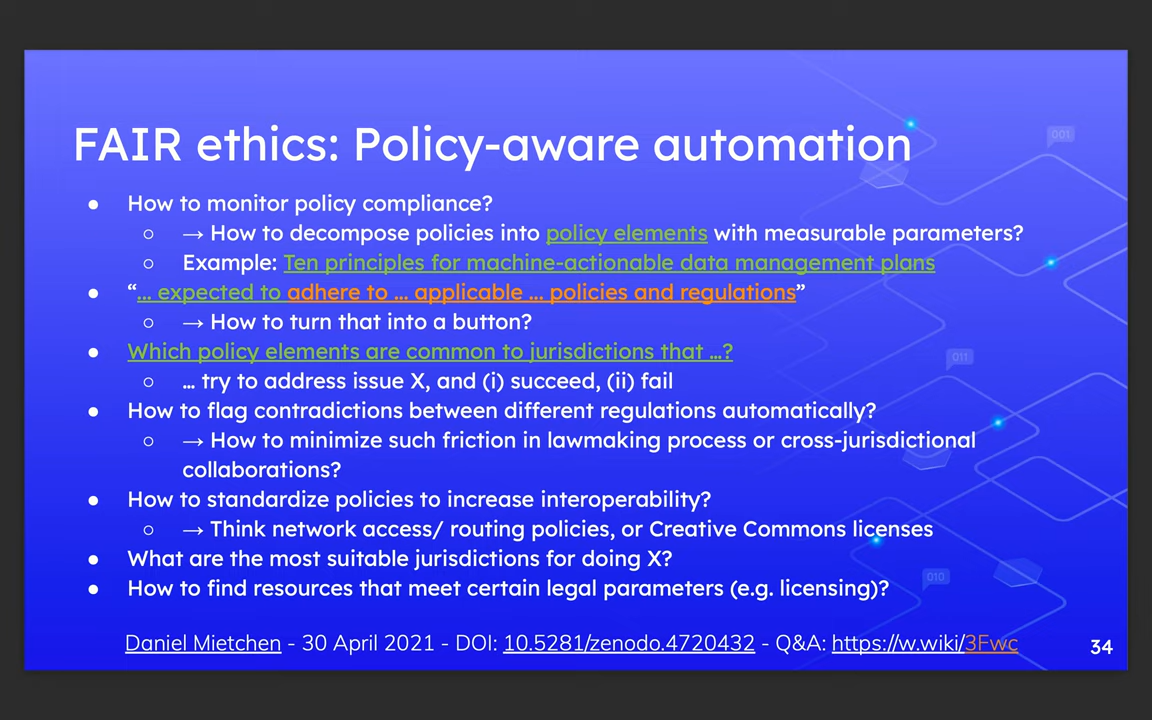 FAIR ethics: Policy-aware automation
● How to monitor policy compliance?
○ → How to decompose policies into policy elements with measurable parameters?
○ Example: Ten principles for machine-actionable data management plans
● “... expected to adhere to ... applicable ... policies and regulations”
○ → How to turn that into a button?
● Which policy elements are common to jurisdictions that ...?
○ ... try to address issue X, and (i) succeed, (ii) fail
● How to flag contradictions between different regulations automatically?
○ → How to minimize such friction in lawmaking process or cross-jurisdictional
collaborations?
● How to standardize policies to increase interoperability?
○ → Think network access/ routing policies, or Creative Commons licenses
● What are the most suitable jurisdictions for doing X?
● How to find resources that meet certain legal parameters (e.g. licensing)?
Daniel Mietchen - 30 April 2021 - DOI: 10.5281/zenodo.4720432 - Q&A: https://w.wiki/3Fwc
34
001
011
010